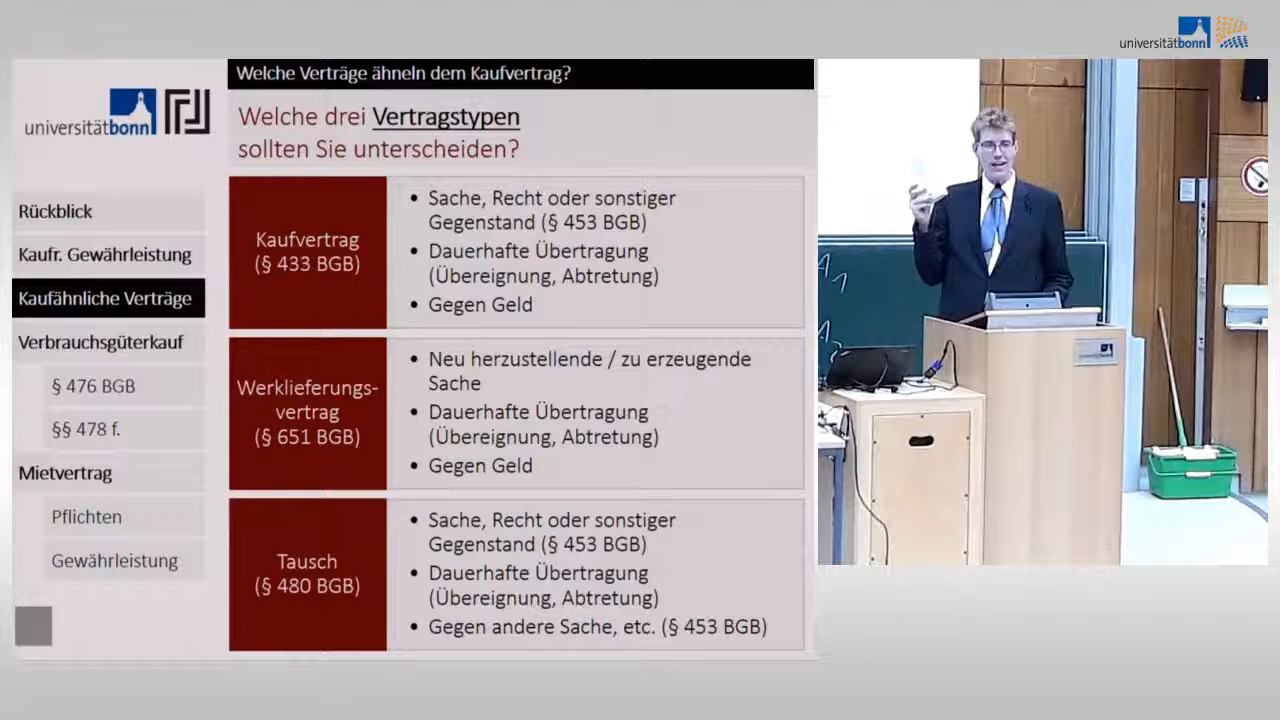 universitätbonn
Welche Verträge ähneln dem Kaufvertrag?
universitätbonn
Welche drei Vertragstypen
sollten Sie unterscheiden?
Rückblick
Kaufr. Gewährleistung
Kaufähnliche Verträge
Verbrauchsgüterkauf
§ 476 BGB
§§ 478 f.
Mietvertrag
Pflichten
Gewährleistung
Kaufvertrag
(§ 433 BGB)
• Sache, Recht oder sonstiger
Gegenstand (§ 453 BGB)
• Dauerhafte Übertragung
(Übereignung, Abtretung)
• Gegen Geld
Werklieferungs-
vertrag
(§ 651 BGB)
• Neu herzustellende / zu erzeugende
Sache
• Dauerhafte Übertragung
(Übereignung, Abtretung)
• Gegen Geld
Tausch
(§ 480 BGB)
• Sache, Recht oder sonstiger
Gegenstand (§ 453 BGB)
• Dauerhafte Übertragung
(Übereignung, Abtretung)
• Gegen andere Sache, etc. (§ 453 BGB)